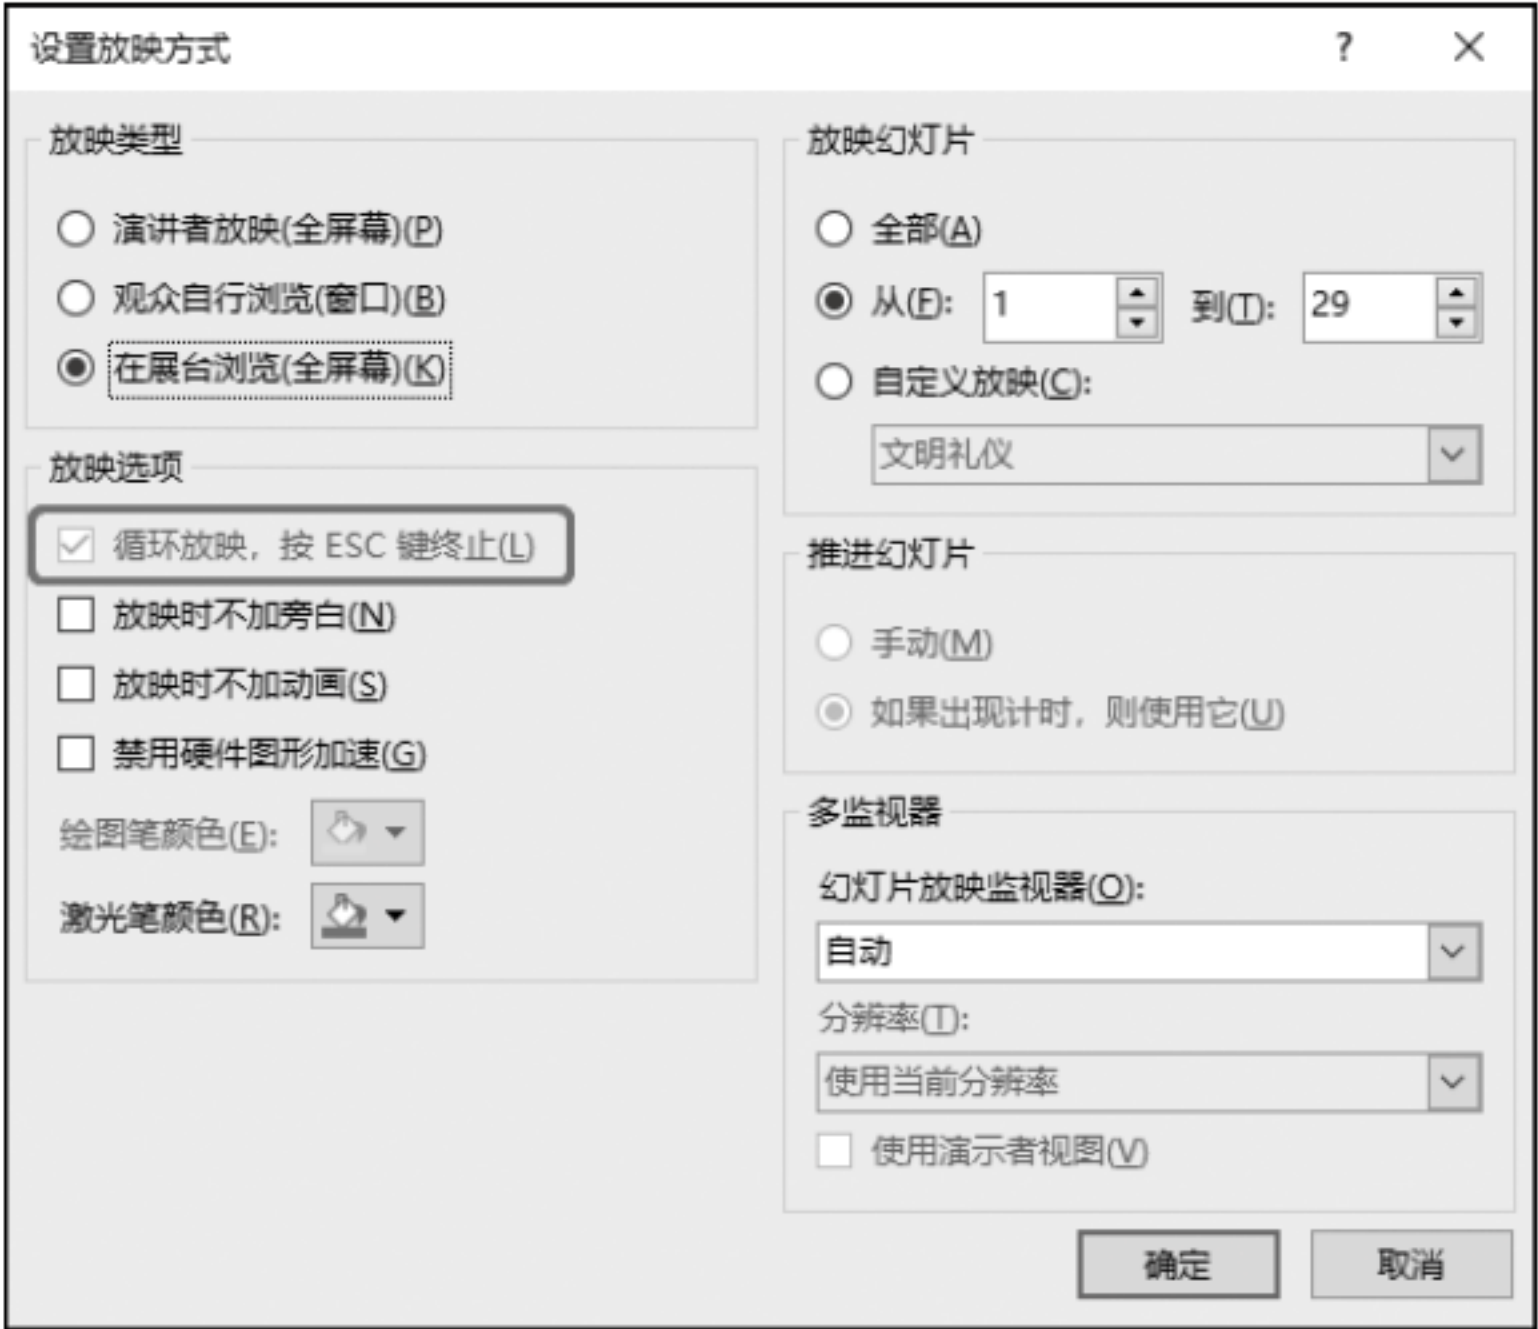 设置放映方式
?
放映类型
演讲者放映(全屏幕)(P)
观众自行浏览(窗口)(B)
在展台浏览(全屏幕)(K)
放映选项
循环放映，按 ESC 键终止(L)
放映时不加旁白(N)
放映时不加动画(S)
禁用硬件图形加速(G)
绘图笔颜色(E):
激光笔颜色(R):
放映幻灯片
全部(A)
从(F): 1 到(T): 29
自定义放映(C):
文明礼仪
推进幻灯片
手动(M)
如果出现计时，则使用它(U)
多监视器
幻灯片放映监视器(O):
自动
分辨率(T):
使用当前分辨率
使用演示者视图(V)
确定 取消